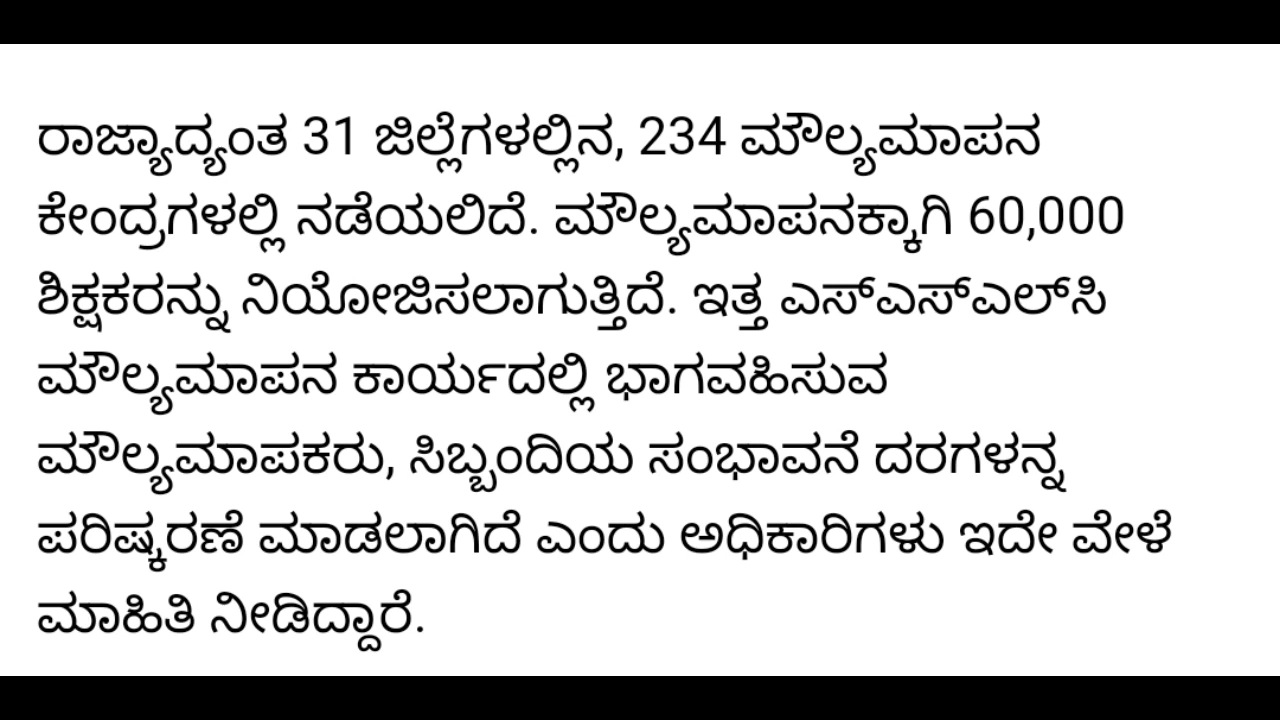 ರಾಜ್ಯಾದ್ಯಂತ 31 ಜಿಲ್ಲೆಗಳಲ್ಲಿನ, 234 ಮೌಲ್ಯಮಾಪನ
ಕೇಂದ್ರಗಳಲ್ಲಿ ನಡೆಯಲಿದೆ. ಮೌಲ್ಯಮಾಪನಕ್ಕಾಗಿ 60,000
ಶಿಕ್ಷಕರನ್ನು ನಿಯೋಜಿಸಲಾಗುತ್ತಿದೆ. ಇತ್ತ ಎಸ್ಎಸ್ಎಲ್‌ಸಿ
ಮೌಲ್ಯಮಾಪನ ಕಾರ್ಯದಲ್ಲಿ ಭಾಗವಹಿಸುವ
ಮೌಲ್ಯಮಾಪಕರು, ಸಿಬ್ಬಂದಿಯ ಸಂಭಾವನೆ ದರಗಳನ್ನ
ಪರಿಷ್ಕರಣೆ ಮಾಡಲಾಗಿದೆ ಎಂದು ಅಧಿಕಾರಿಗಳು ಇದೇ ವೇಳೆ
ಮಾಹಿತಿ ನೀಡಿದ್ದಾರೆ.